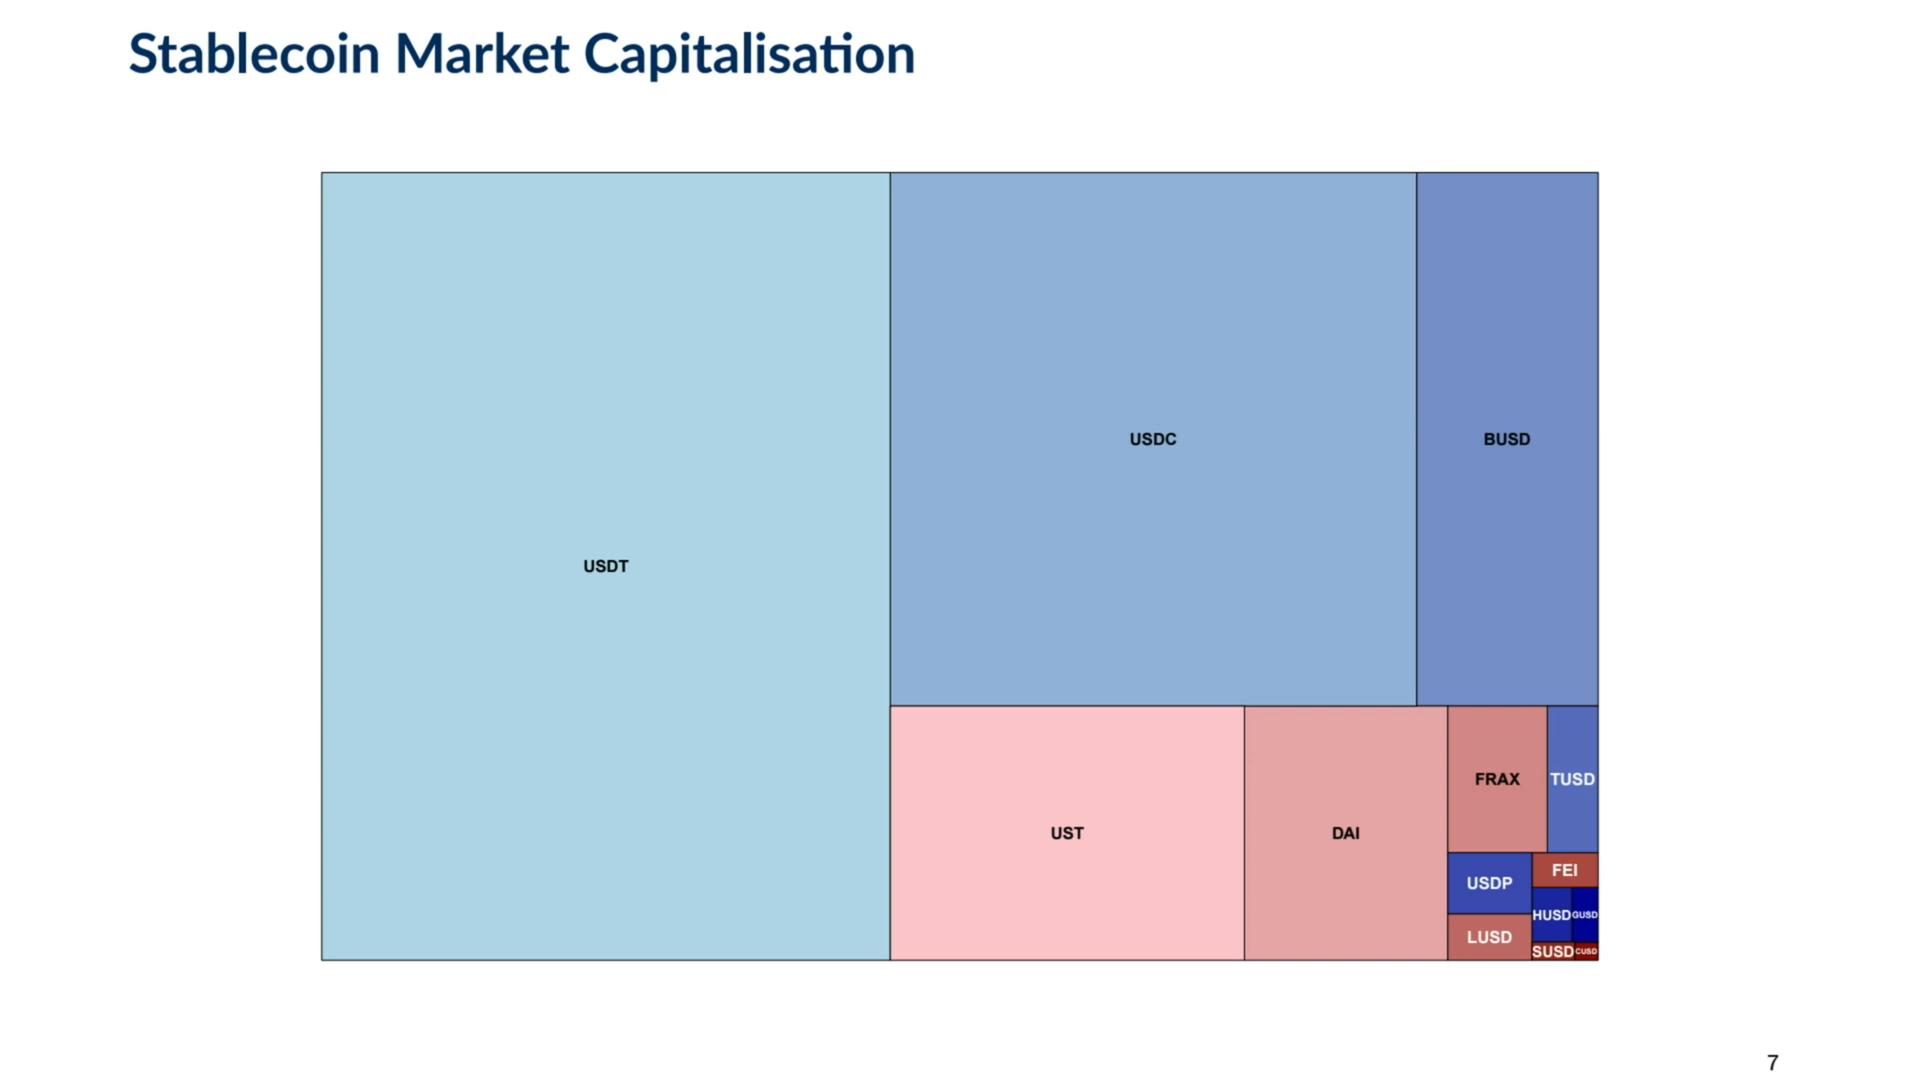 Stablecoin Market Capitalisation
USDT
USDC
BUSD
UST
DAI
FRAX
TUSD
USDP
FEI
HUSD
GUSD
LUSD
SUSD
CUSD
7